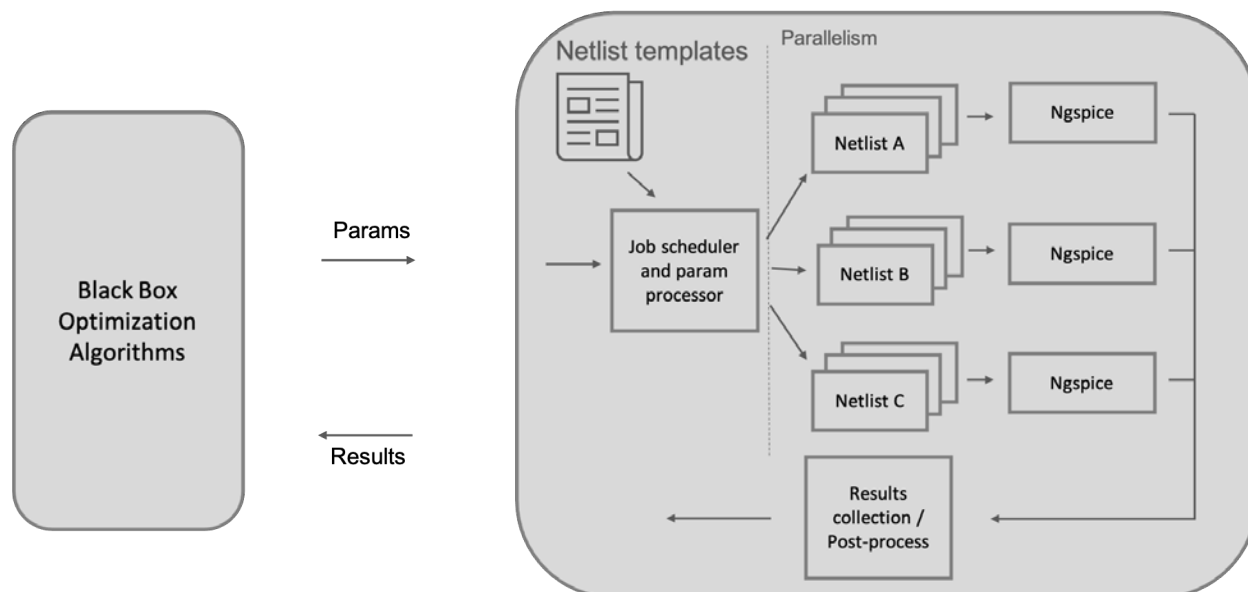 Netlist templates
Parallelism
Netlist A
Ngspice
Params
Job scheduler
and param
processor
Netlist B
Ngspice
Black Box
Optimization
Algorithms
Netlist C
Ngspice
Results
Results
collection /
Post-process